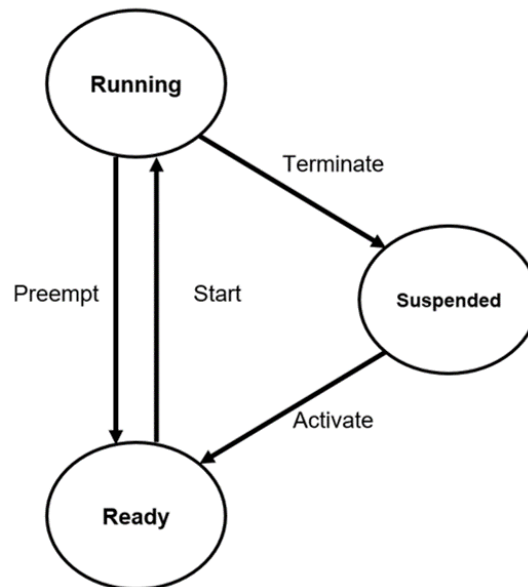 Running
Terminate
Preempt
Start
Suspended
Activate
Ready